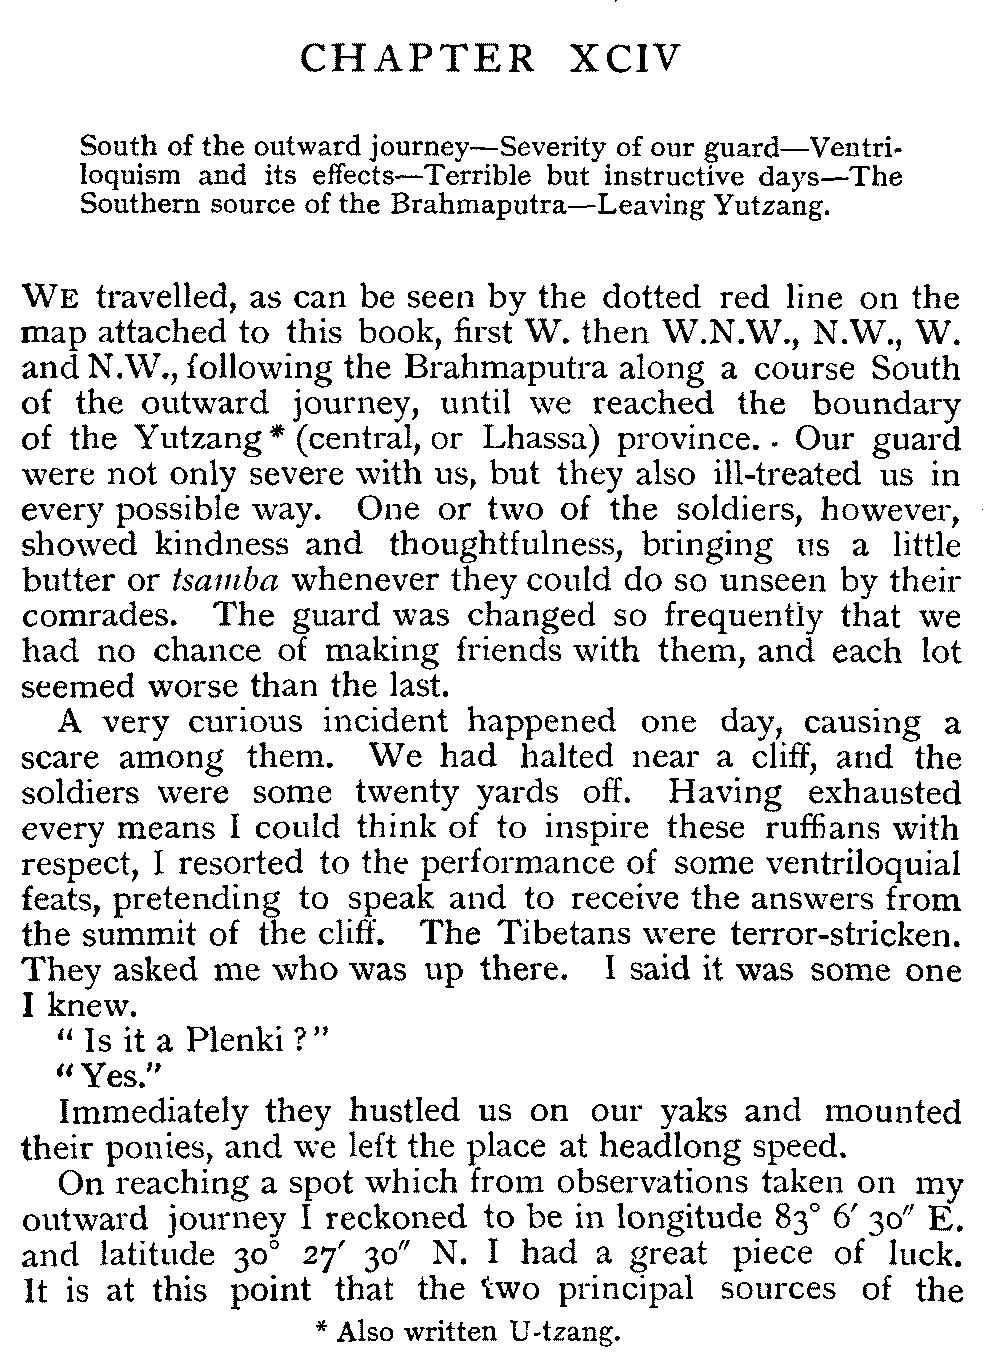 CHAPTER XCIV
South of the outward journey—Severity of our guard—Ventri-
loquism and its effects—Terrible but instructive days—The
Southern source of the Brahmaputra—Leaving Yutzang.
WE travelled, as can be seen by the dotted red line on the
map attached to this book, first W. then W.N.W., N.W., W.
and N.W., following the Brahmaputra along a course South
of the outward journey, until we reached the boundary
of the Yutzang * (central, or Lhassa) province. . Our guard
were not only severe with us, but they also ill-treated us in
every possible way. One or two of the soldiers, however,
showed kindness and thoughtfulness, bringing us a little
butter or tsamba whenever they could do so unseen by their
comrades. The guard was changed so frequently that we
had no chance of making friends with them, and each lot
seemed worse than the last.
A very curious incident happened one day, causing a
scare among them. We had halted near a cliff, and the
soldiers were some twenty yards off. Having exhausted
every means I could think of to inspire these ruffians with
respect, I resorted to the performance of some ventriloquial
feats, pretending to speak and to receive the answers from
the summit of the cliff. The Tibetans were terror-stricken.
They asked me who was up there. I said it was some one
I knew.
“ Is it a Plenki ? ”
“ Yes.”
Immediately they hustled us on our yaks and mounted
their ponies, and we left the place at headlong speed.
On reaching a spot which from observations taken on my
outward journey I reckoned to be in longitude 83° 6′ 30″ E.
and latitude 30° 27′ 30″ N. I had a great piece of luck.
It is at this point that the two principal sources of the
* Also written U-tzang.